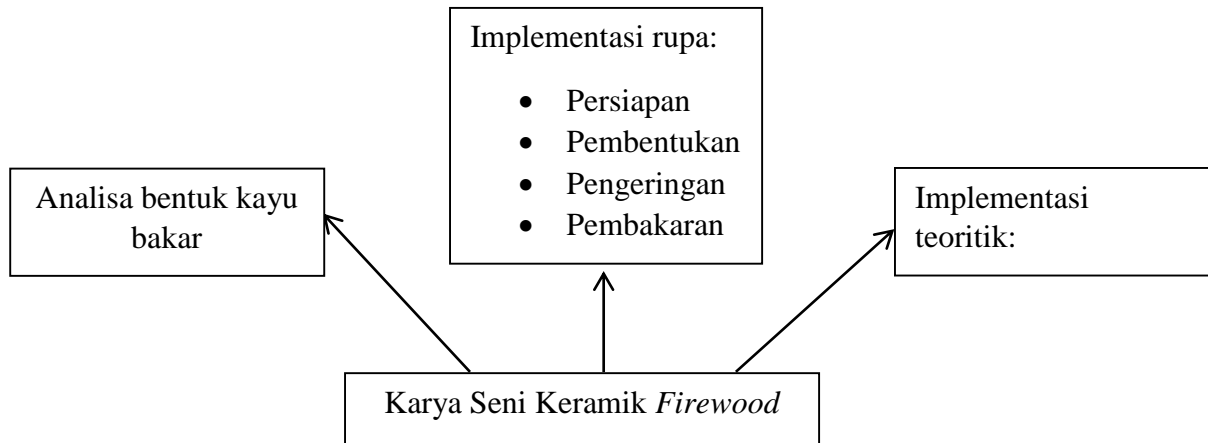 Implementasi rupa:
• Persiapan
• Pembentukan
• Pengeringan
• Pembakaran
Analisa bentuk kayu
bakar
Implementasi
teoritik:
Karya Seni Keramik Firewood